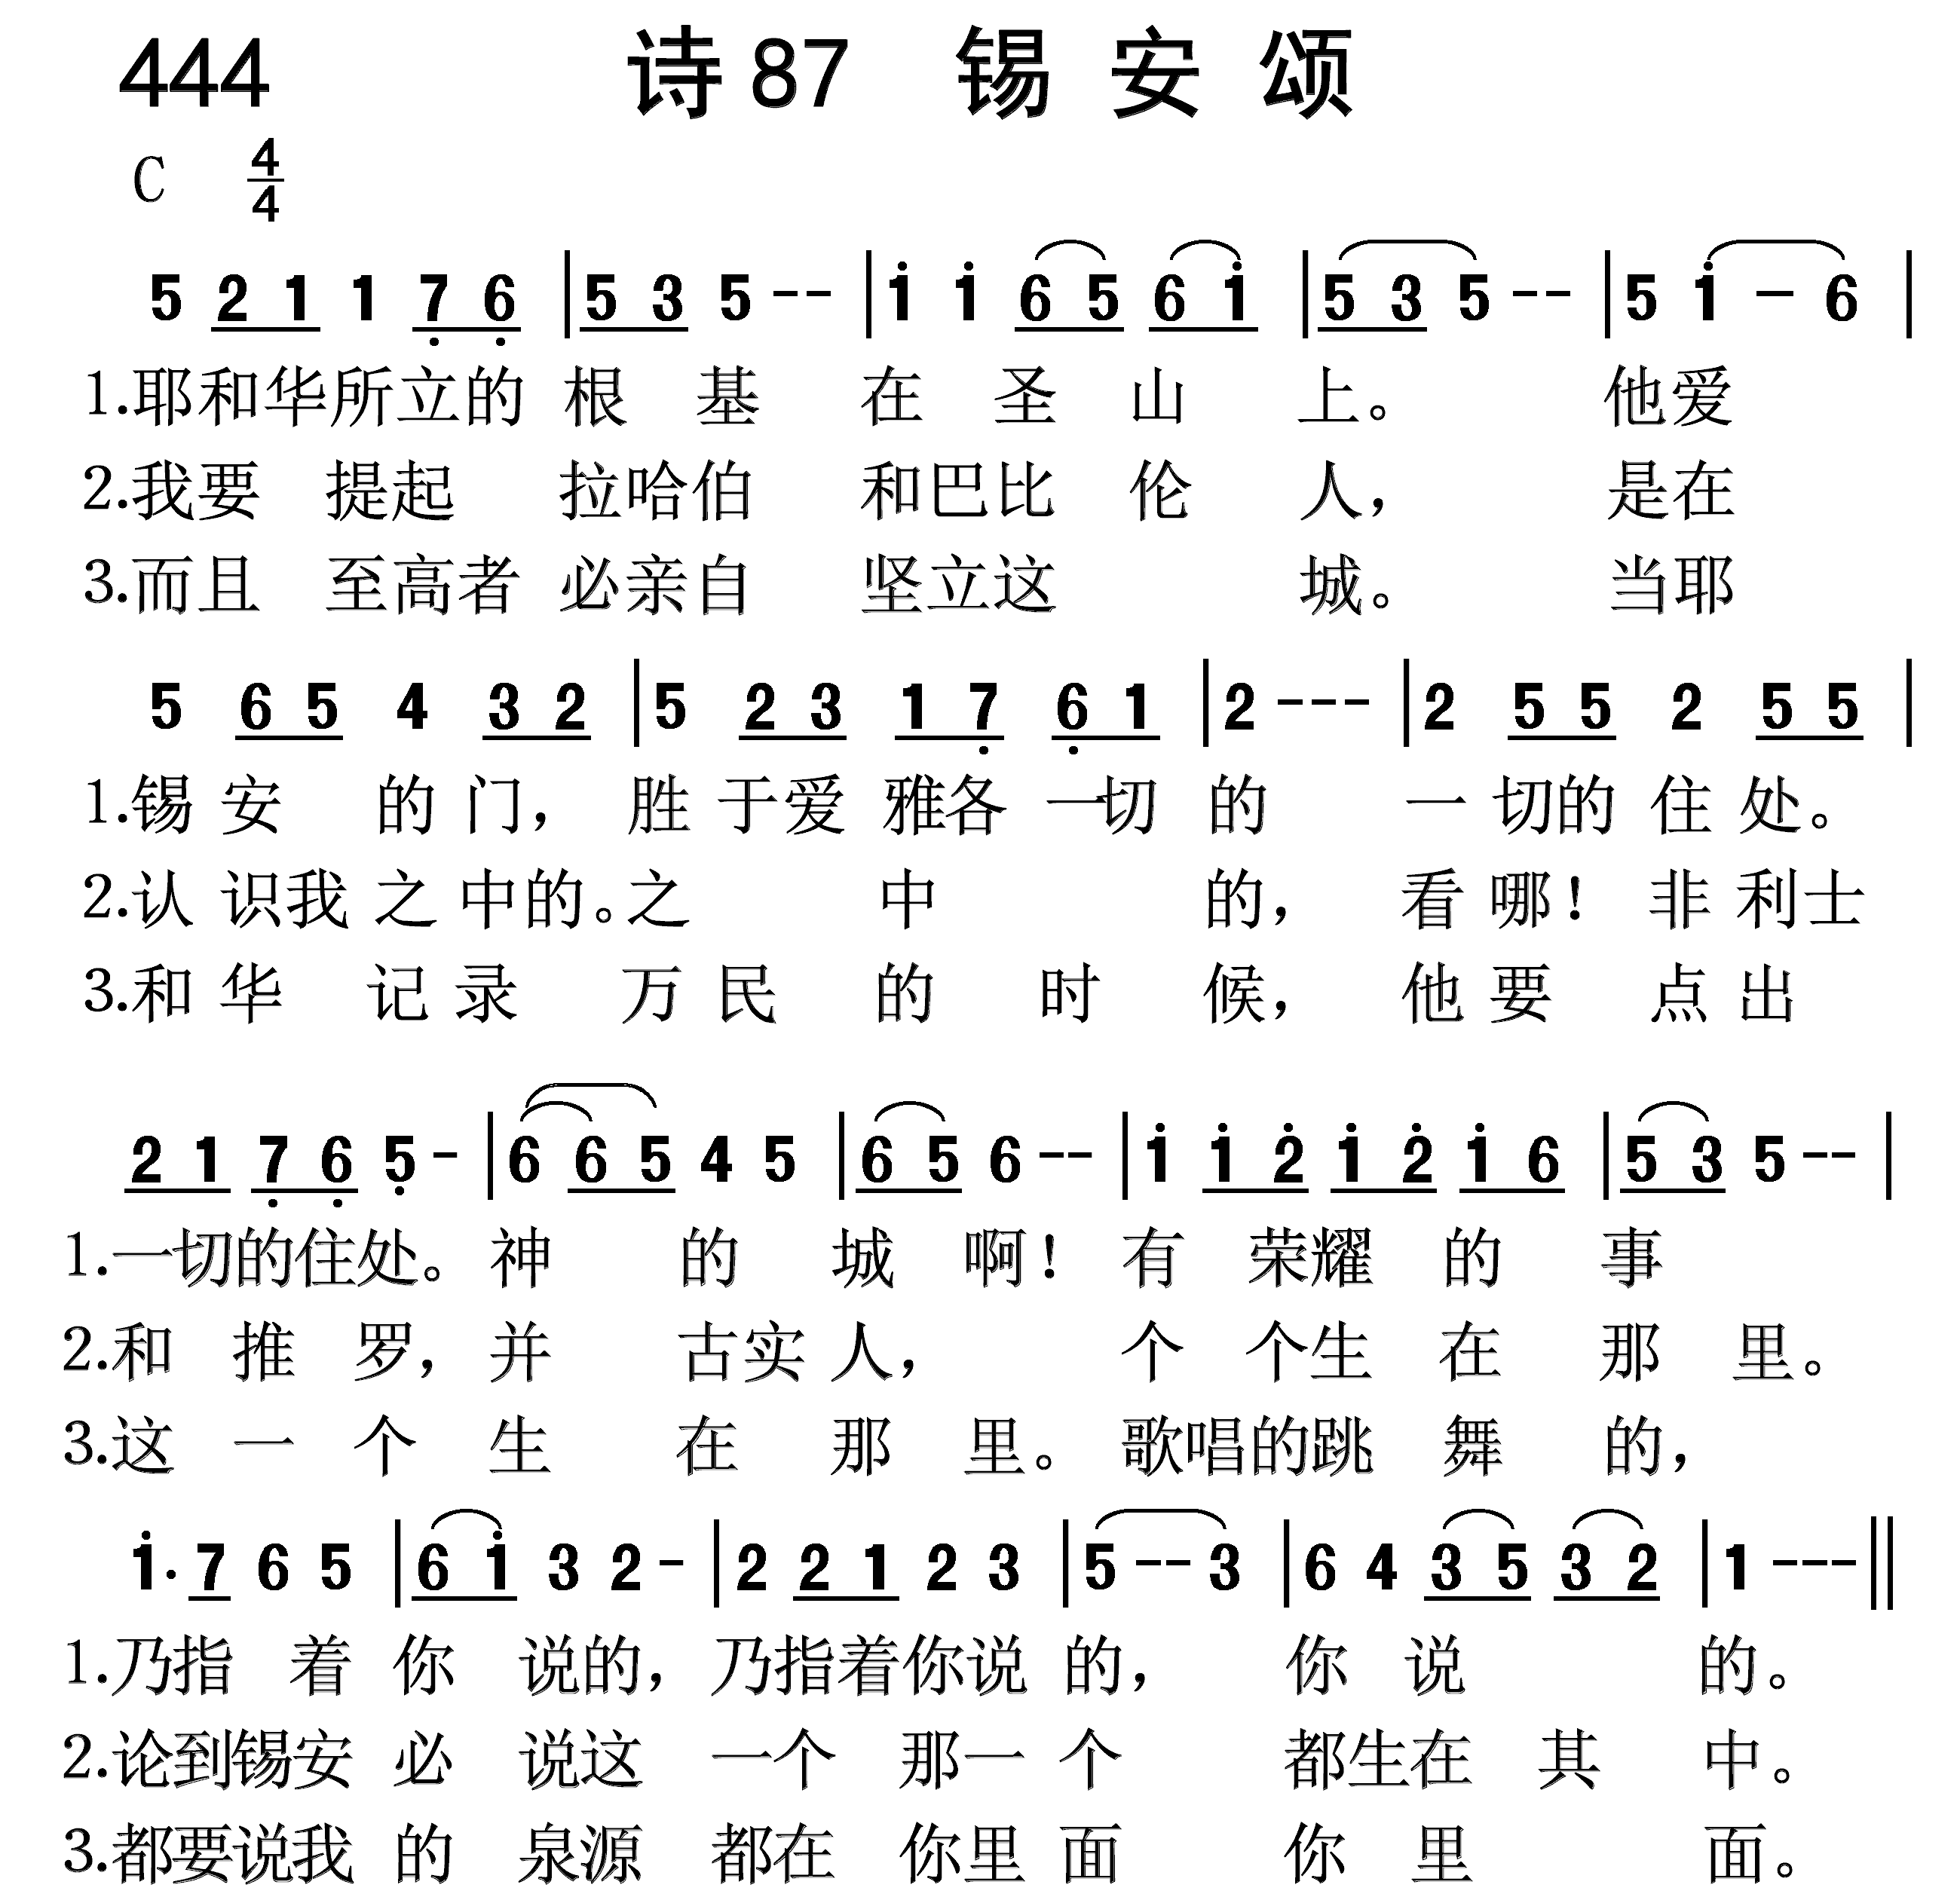 444 诗87 锡安颂
C 4/4
5 2 1 1 7̣ 6̣ | 5 3 5 - - | i i 6 5 6 i | 5 3 5 - - | 5 i - 6 |
1.耶和华所立的 根 基 在 圣 山 上。 他爱
2.我要 提起 拉哈伯 和巴比 伦 人， 是在
3.而且 至高者 必亲自 坚立这 城。 当耶
5 6 5 4 3 2 | 5 2 3 1 7̣ 6̣ 1 | 2 - - - | 2 5 5 2 5 5 |
1.锡 安 的 门， 胜 于爱 雅各 一切 的 一 切的 住 处。
2.认 识我 之 中的。之 中 的， 看 哪！ 非 利士
3.和 华 记 录 万 民 的 时 候， 他 要 点 出
2 1 7̣ 6̣ 5̣ - | 6 6 5 4 5 | 6 5 6 - - | i i 2̇ i 2̇ i 6 | 5 3 5 - - |
1.一切的住处。 神 的 城 啊！ 有 荣耀 的 事
2.和 推 罗， 并 古实 人， 个 个生 在 那 里。
3.这 一 个 生 在 那 里。 歌唱的跳 舞 的，
i· 7 6 5 | 6 i 3 2 - | 2 2 1 2 3 | 5 - - 3 | 6 4 3 5 3 2 | 1 - - - ‖
1.乃指 着 你 说的， 乃指着你说 的， 你 说 的。
2.论到锡安 必 说这 一个 那一 个 都生在 其 中。
3.都要说我 的 泉源 都在 你里 面 你 里 面。